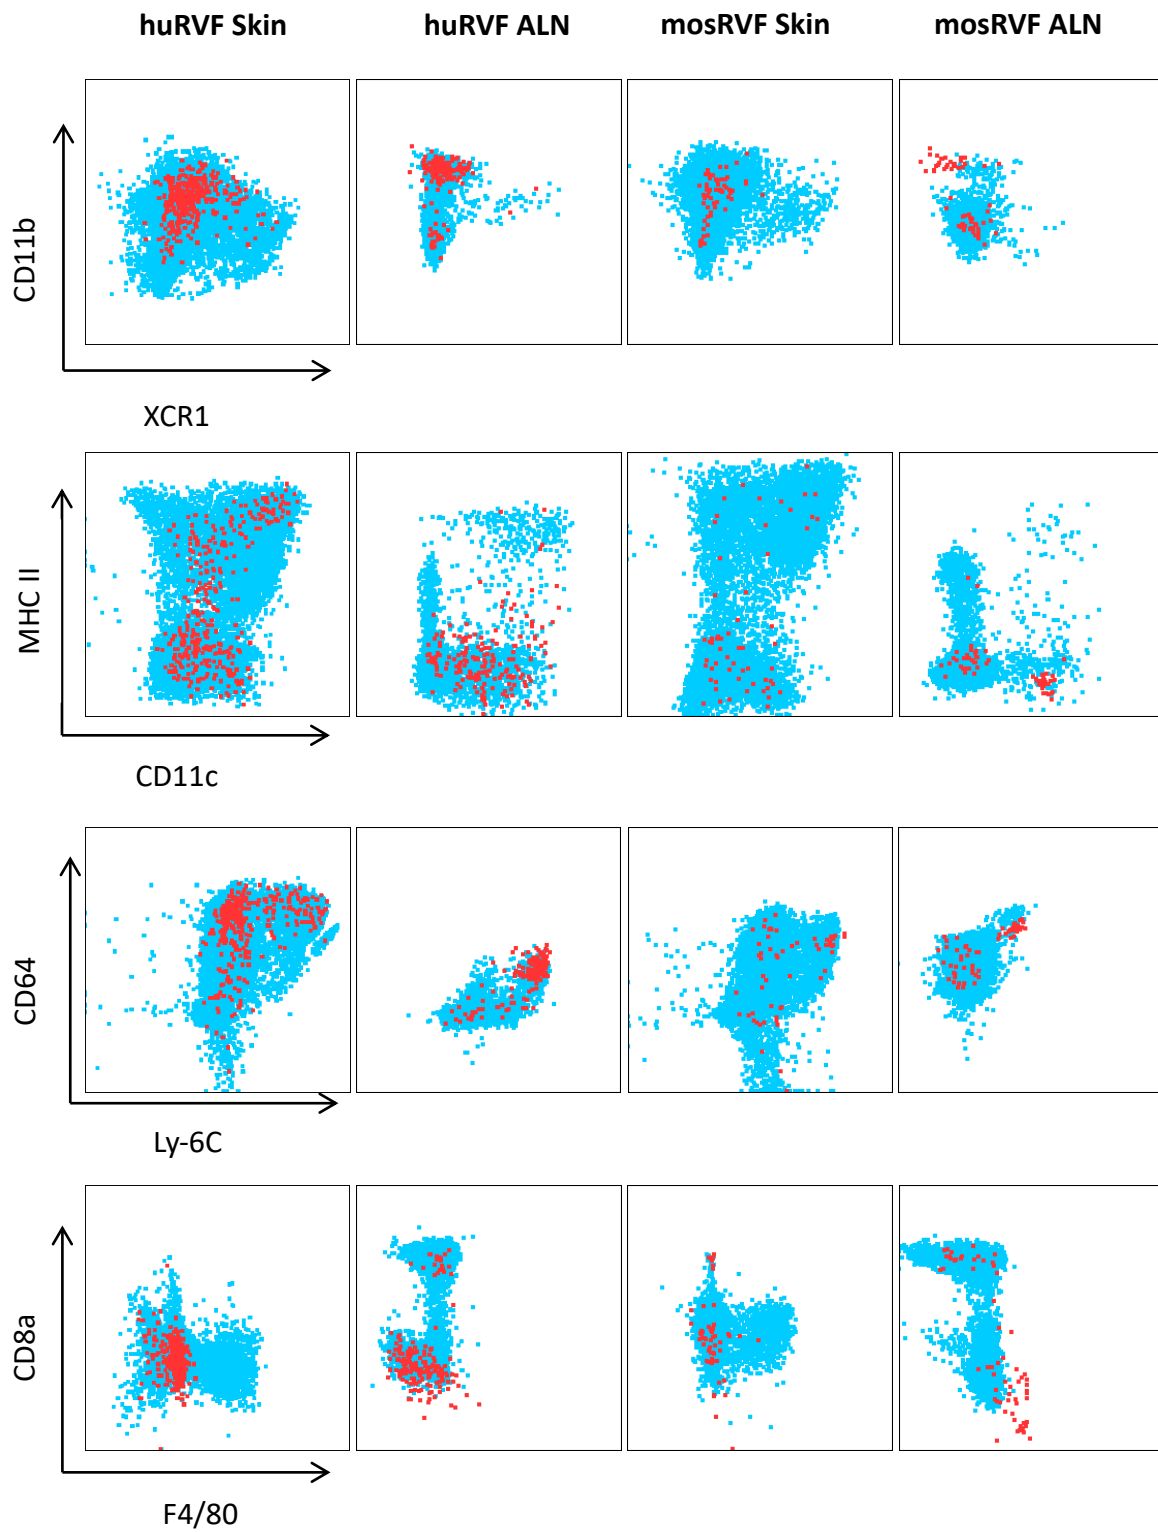 huRVF Skin
huRVF ALN
mosRVF Skin
mosRVF ALN
CD11b
XCR1
MHC II
CD11c
CD64
Ly-6C
CD8a
F4/80